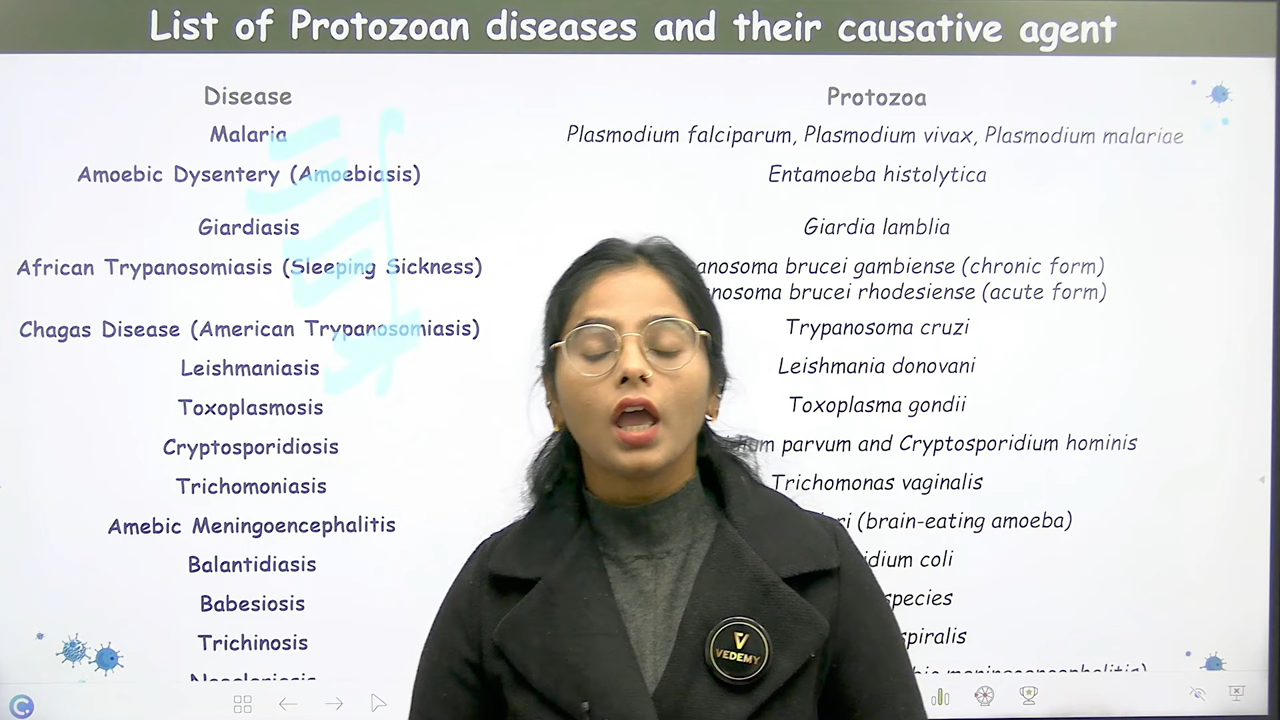 List of Protozoan diseases and their causative agent
Disease Protozoa
Malaria Plasmodium falciparum, Plasmodium vivax, Plasmodium malariae
Amoebic Dysentery (Amoebiasis) Entamoeba histolytica
Giardiasis Giardia lamblia
African Trypanosomiasis (Sleeping Sickness) anosoma brucei gambiense (chronic form)
nosoma brucei rhodesiense (acute form)
Chagas Disease (American Trypanosomiasis) Trypanosoma cruzi
Leishmaniasis Leishmania donovani
Toxoplasmosis Toxoplasma gondii
Cryptosporidiosis parvum and Cryptosporidium hominis
Trichomoniasis Trichomonas vaginalis
Amebic Meningoencephalitis (brain-eating amoeba)
Balantidiasis idium coli
Babesiosis species
Trichinosis spiralis
VEDEMY